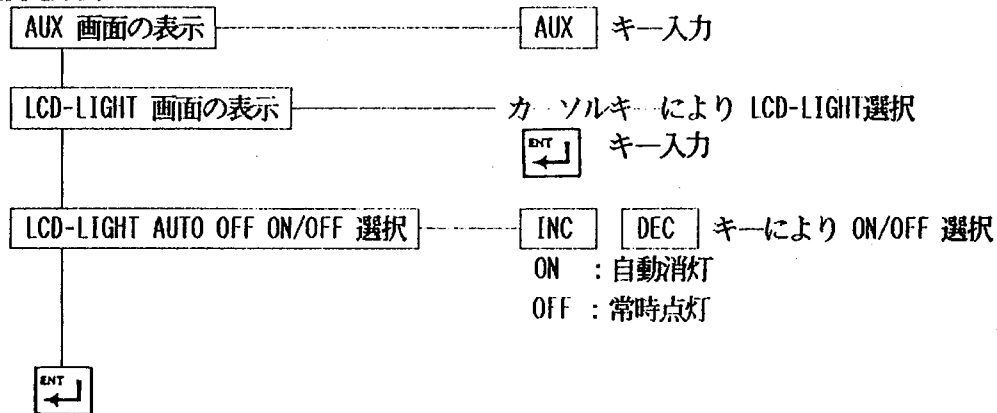 AUX 画面の表示 AUX キー入力
LCD-LIGHT 画面の表示 カーソルキーにより LCD-LIGHT選択
ENT キー入力
LCD-LIGHT AUTO OFF ON/OFF 選択 INC DEC キーにより ON/OFF 選択
ON :自動消灯
OFF :常時点灯
ENT